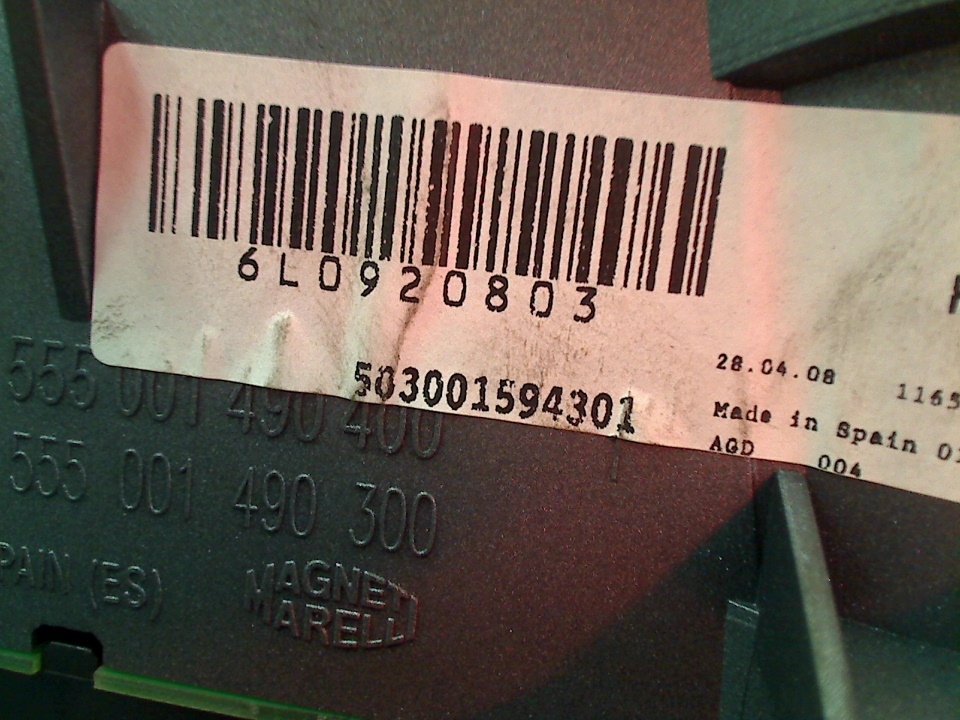 6L0920803
503001594301
28.04.08 1165
Made in Spain
AGD 004
555 001 490 400
555 001 490 300
(ES)
MAGNETI
MARELLI